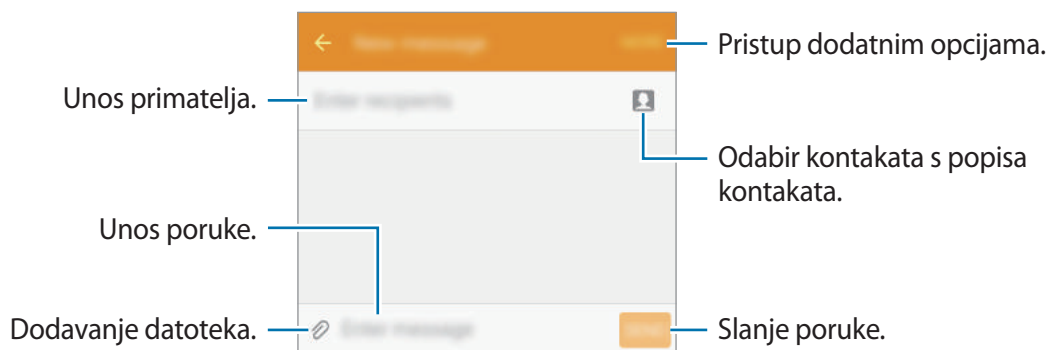 Pristup dodatnim opcijama.
Unos primatelja.
Odabir kontakata s popisa
kontakata.
Unos poruke.
Dodavanje datoteka.
Slanje poruke.